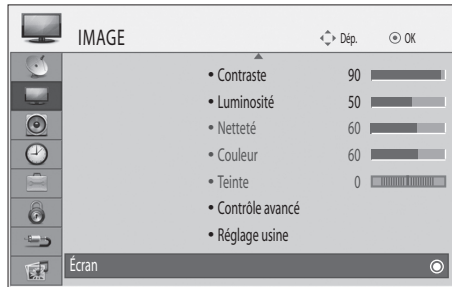 IMAGE Dép. OK
• Contraste 90
• Luminosité 50
• Netteté 60
• Couleur 60
• Teinte 0
• Contrôle avancé
• Réglage usine
Écran